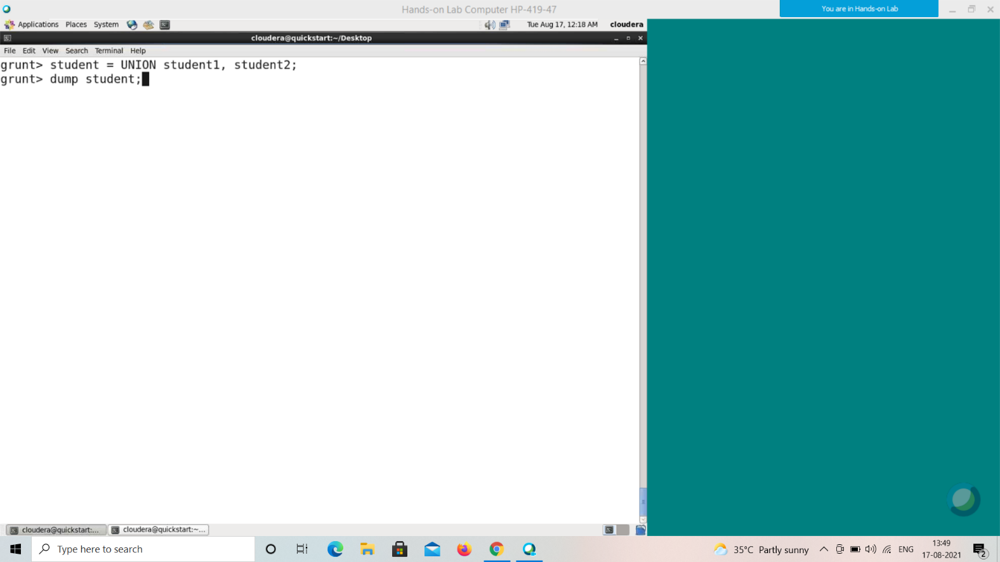 Hands-on Lab Computer HP-419-47
You are in Hands-on Lab
Applications Places System
Tue Aug 17, 12:18 AM cloudera
cloudera@quickstart:~/Desktop
File Edit View Search Terminal Help
grunt> student = UNION student1, student2;
grunt> dump student;
cloudera@quickstart:... cloudera@quickstart:~...
Type here to search
35°C Partly sunny
ENG
13:49
17-08-2021
2